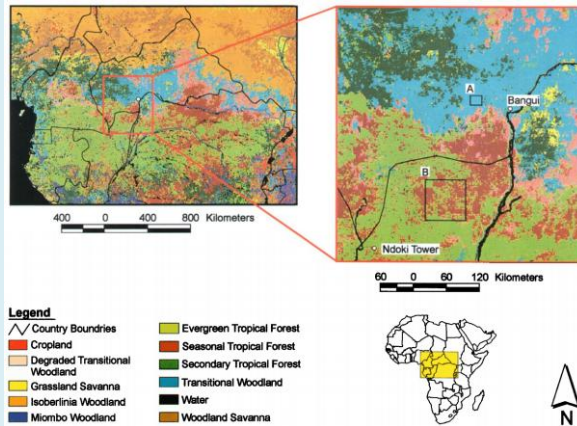 A
Bangui
B
Ndoki Tower
400 0 400 800 Kilometers
60 0 60 120 Kilometers
Legend
Country Boundries
Cropland
Degraded Transitional
Woodland
Grassland Savanna
Isoberlinia Woodland
Miombo Woodland
Evergreen Tropical Forest
Seasonal Tropical Forest
Secondary Tropical Forest
Transitional Woodland
Water
Woodland Savanna
N